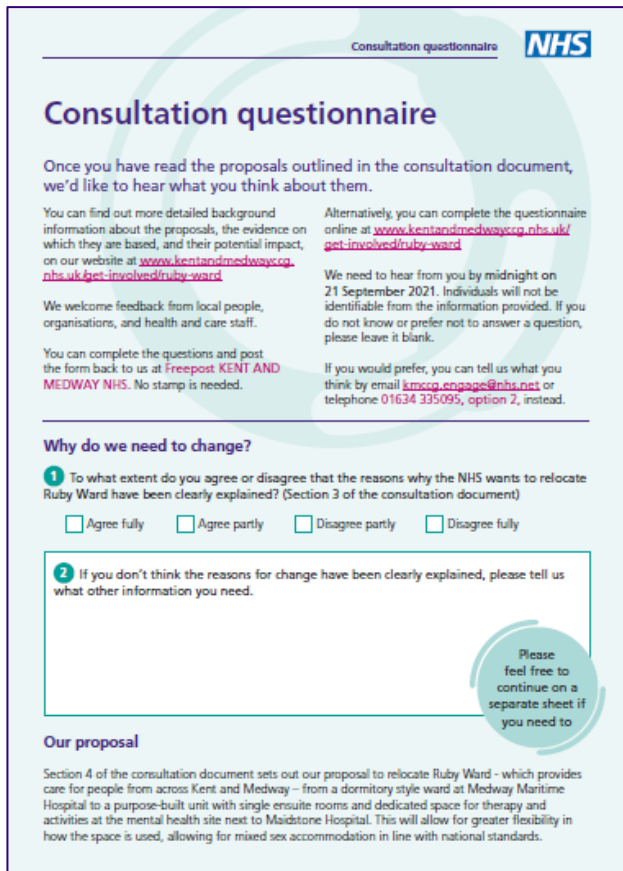 Consultation questionnaire
NHS
Consultation questionnaire
Once you have read the proposals outlined in the consultation document,
we'd like to hear what you think about them.
You can find out more detailed background
information about the proposals, the evidence on
which they are based, and their potential impact,
on our website at www.kentandmedwayccg.
nhs.uk/get-involved/ruby-ward
We welcome feedback from local people,
organisations, and health and care staff.
You can complete the questions and post
the form back to us at Freepost KENT AND
MEDWAY NHS. No stamp is needed.
Alternatively, you can complete the questionnaire
online at www.kentandmedwayccg.nhs.uk/
get-involved/ruby-ward
We need to hear from you by midnight on
21 September 2021. Individuals will not be
identifiable from the information provided. If you
do not know or prefer not to answer a question,
please leave it blank.
If you would prefer, you can tell us what you
think by email kmccg.engage@nhs.net or
telephone 01634 335095, option 2, instead.
Why do we need to change?
1 To what extent do you agree or disagree that the reasons why the NHS wants to relocate
Ruby Ward have been clearly explained? (Section 3 of the consultation document)
Agree fully Agree partly Disagree partly Disagree fully
2 If you don't think the reasons for change have been clearly explained, please tell us
what other information you need.
Please
feel free to
continue on a
separate sheet if
you need to
Our proposal
Section 4 of the consultation document sets out our proposal to relocate Ruby Ward - which provides
care for people from across Kent and Medway – from a dormitory style ward at Medway Maritime
Hospital to a purpose-built unit with single ensuite rooms and dedicated space for therapy and
activities at the mental health site next to Maidstone Hospital. This will allow for greater flexibility in
how the space is used, allowing for mixed sex accommodation in line with national standards.